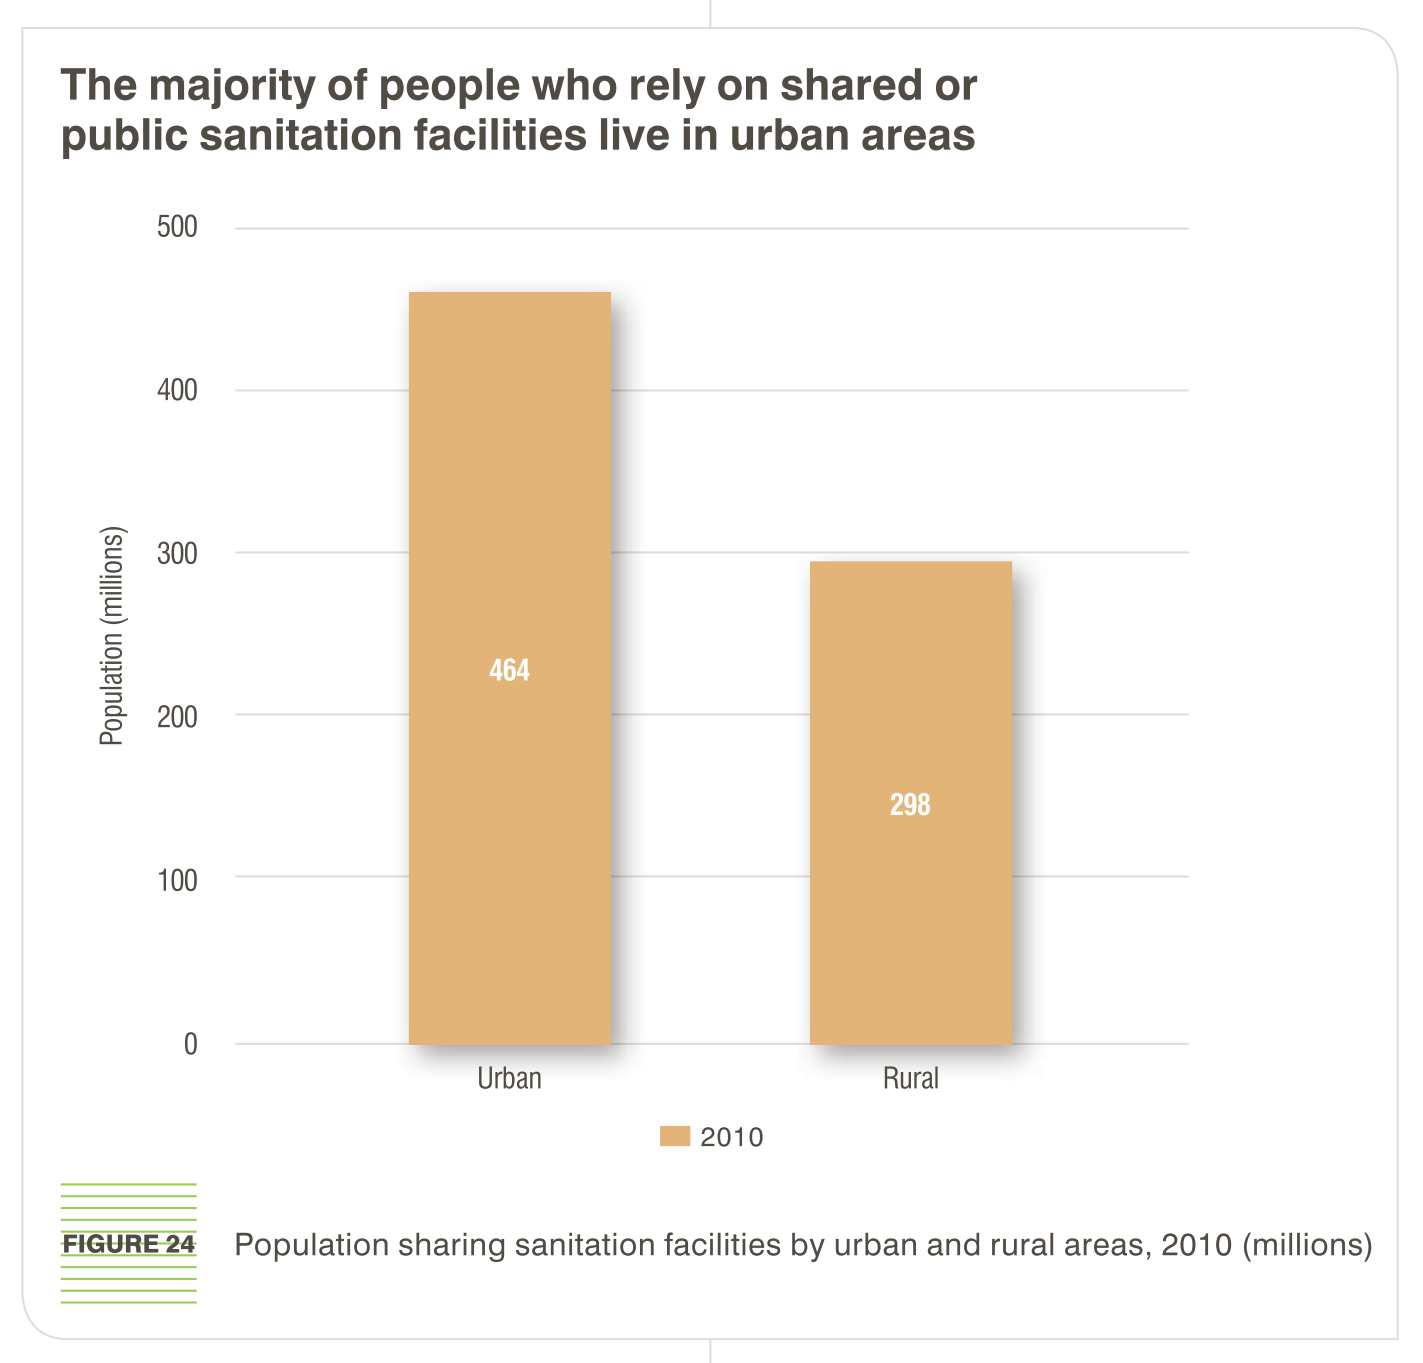 The majority of people who rely on shared or
public sanitation facilities live in urban areas
500
400
300
200
100
0
Population (millions)
464
298
Urban
Rural
2010
FIGURE 24
Population sharing sanitation facilities by urban and rural areas, 2010 (millions)